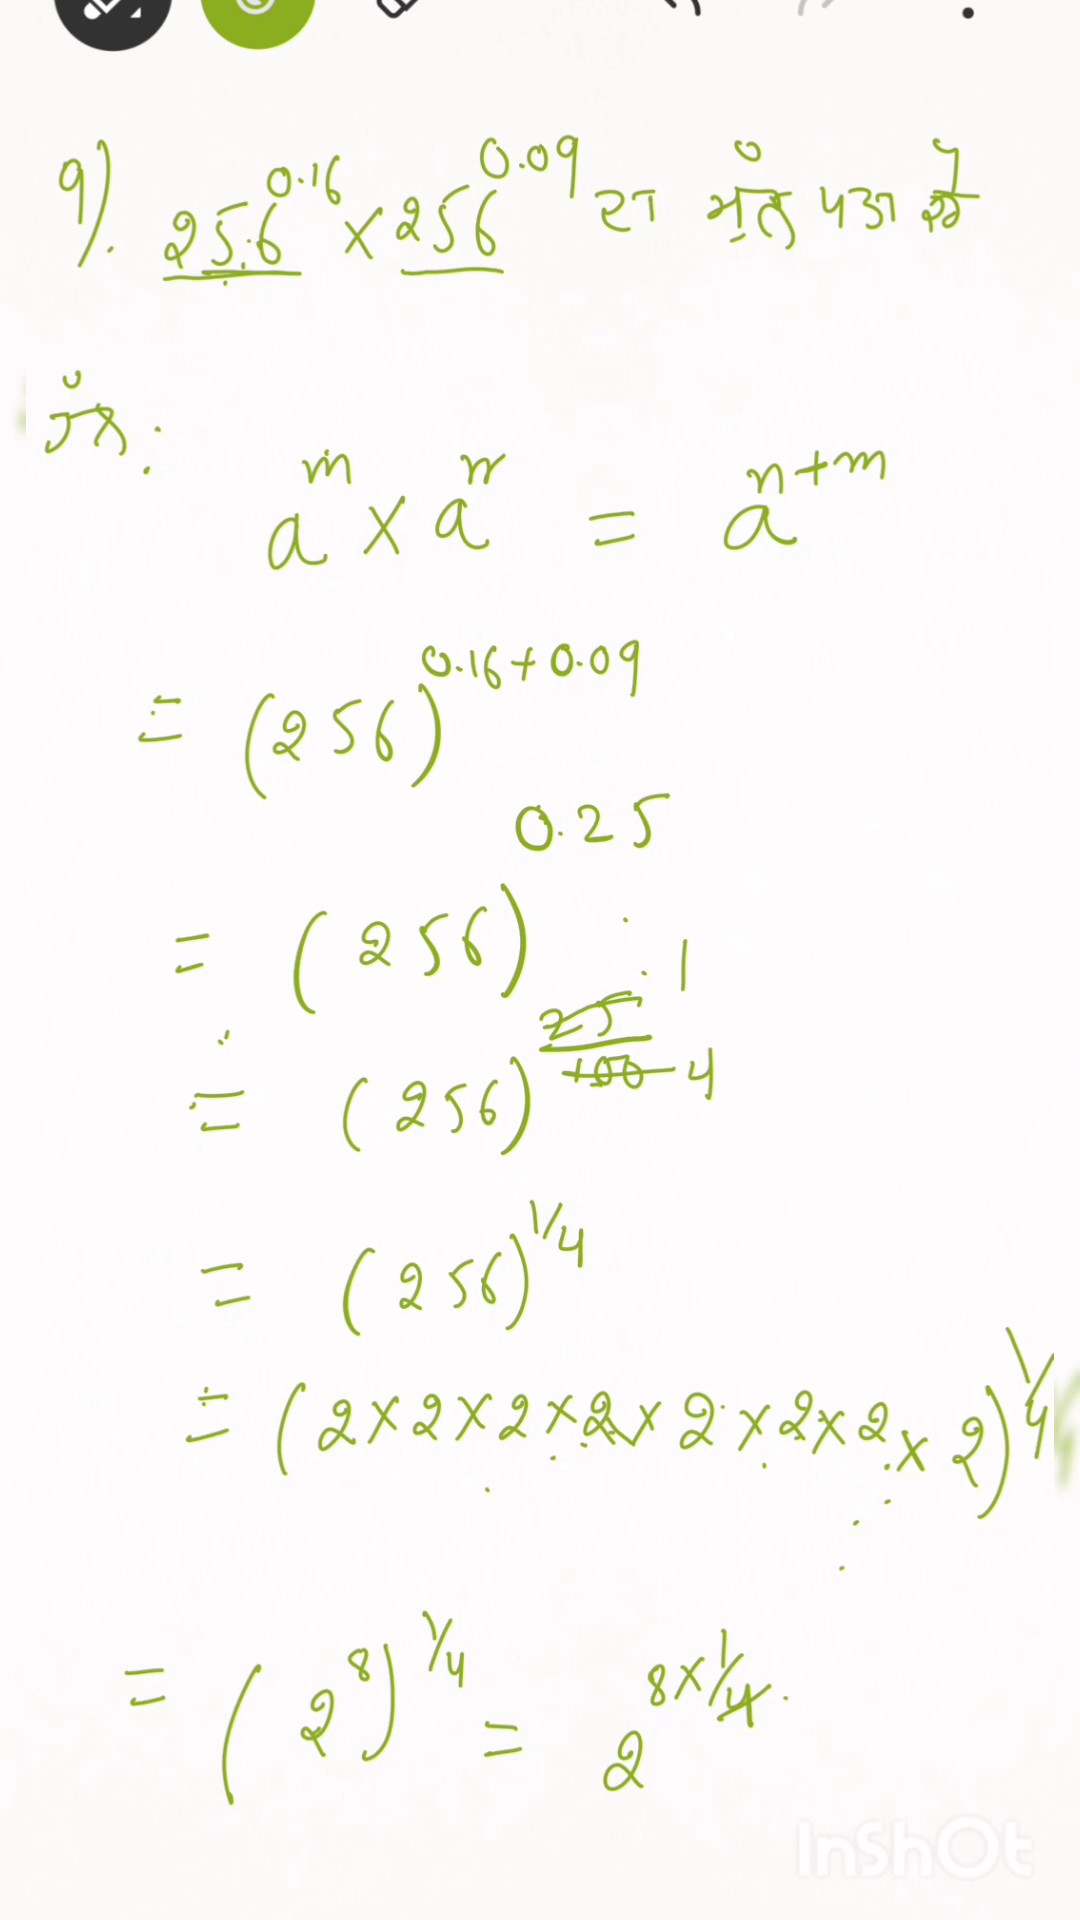 9). 256^0.16 × 256^0.09
a^m × a^n = a^n+m
= (256)^0.16+0.09
= (256)^0.25
= (256)^25/100 1/4
= (256)^1/4
= (2×2×2×2×2×2×2×2)^1/4
= (2^8)^1/4 = 2^8×1/4
InShOt